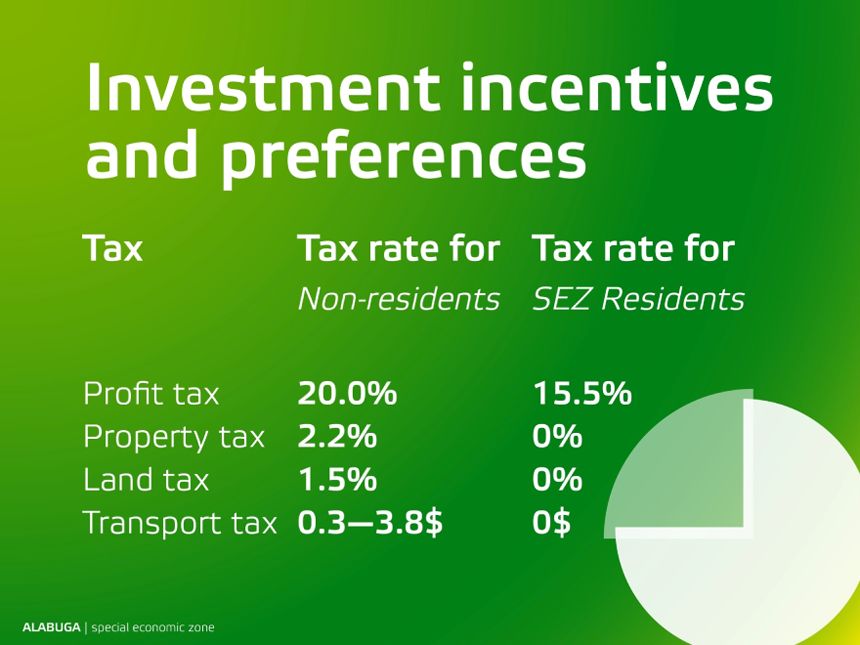 Investment incentives
and preferences
Tax Tax rate for Tax rate for
Non-residents SEZ Residents
Profit tax 20.0% 15.5%
Property tax 2.2% 0%
Land tax 1.5% 0%
Transport tax 0.3—3.8$ 0$
ALABUGA | special economic zone